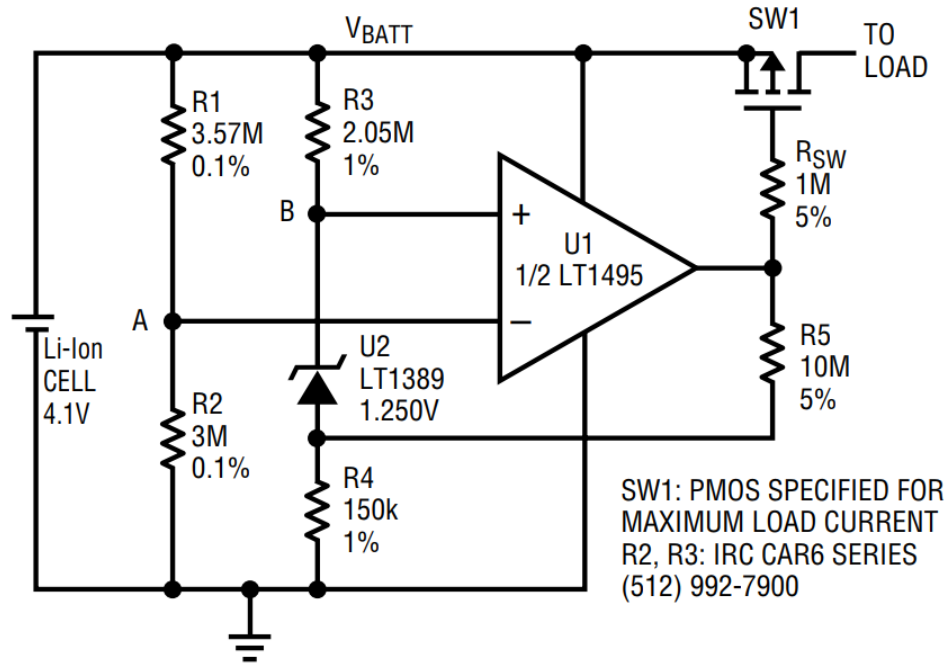 SW1
V_BATT
TO
LOAD
R1
3.57M
0.1%
R3
2.05M
1%
R_SW
1M
5%
B
+
U1
1/2 LT1495
A
–
Li-Ion
CELL
4.1V
U2
LT1389
1.250V
R5
10M
5%
R2
3M
0.1%
R4
150k
1%
SW1: PMOS SPECIFIED FOR
MAXIMUM LOAD CURRENT
R2, R3: IRC CAR6 SERIES
(512) 992-7900